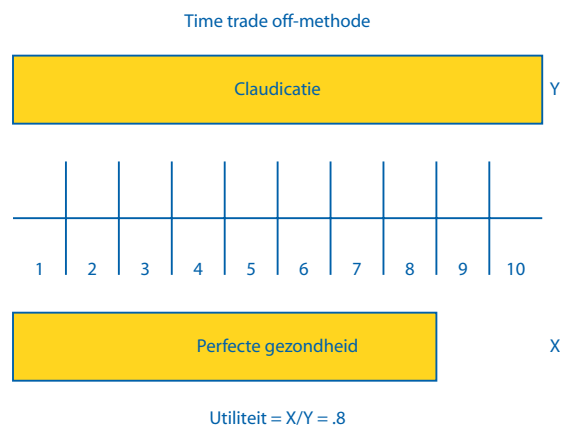 Time trade off-methode
Claudicatie
Y
1 2 3 4 5 6 7 8 9 10
Perfecte gezondheid
X
Utiliteit = X/Y = .8